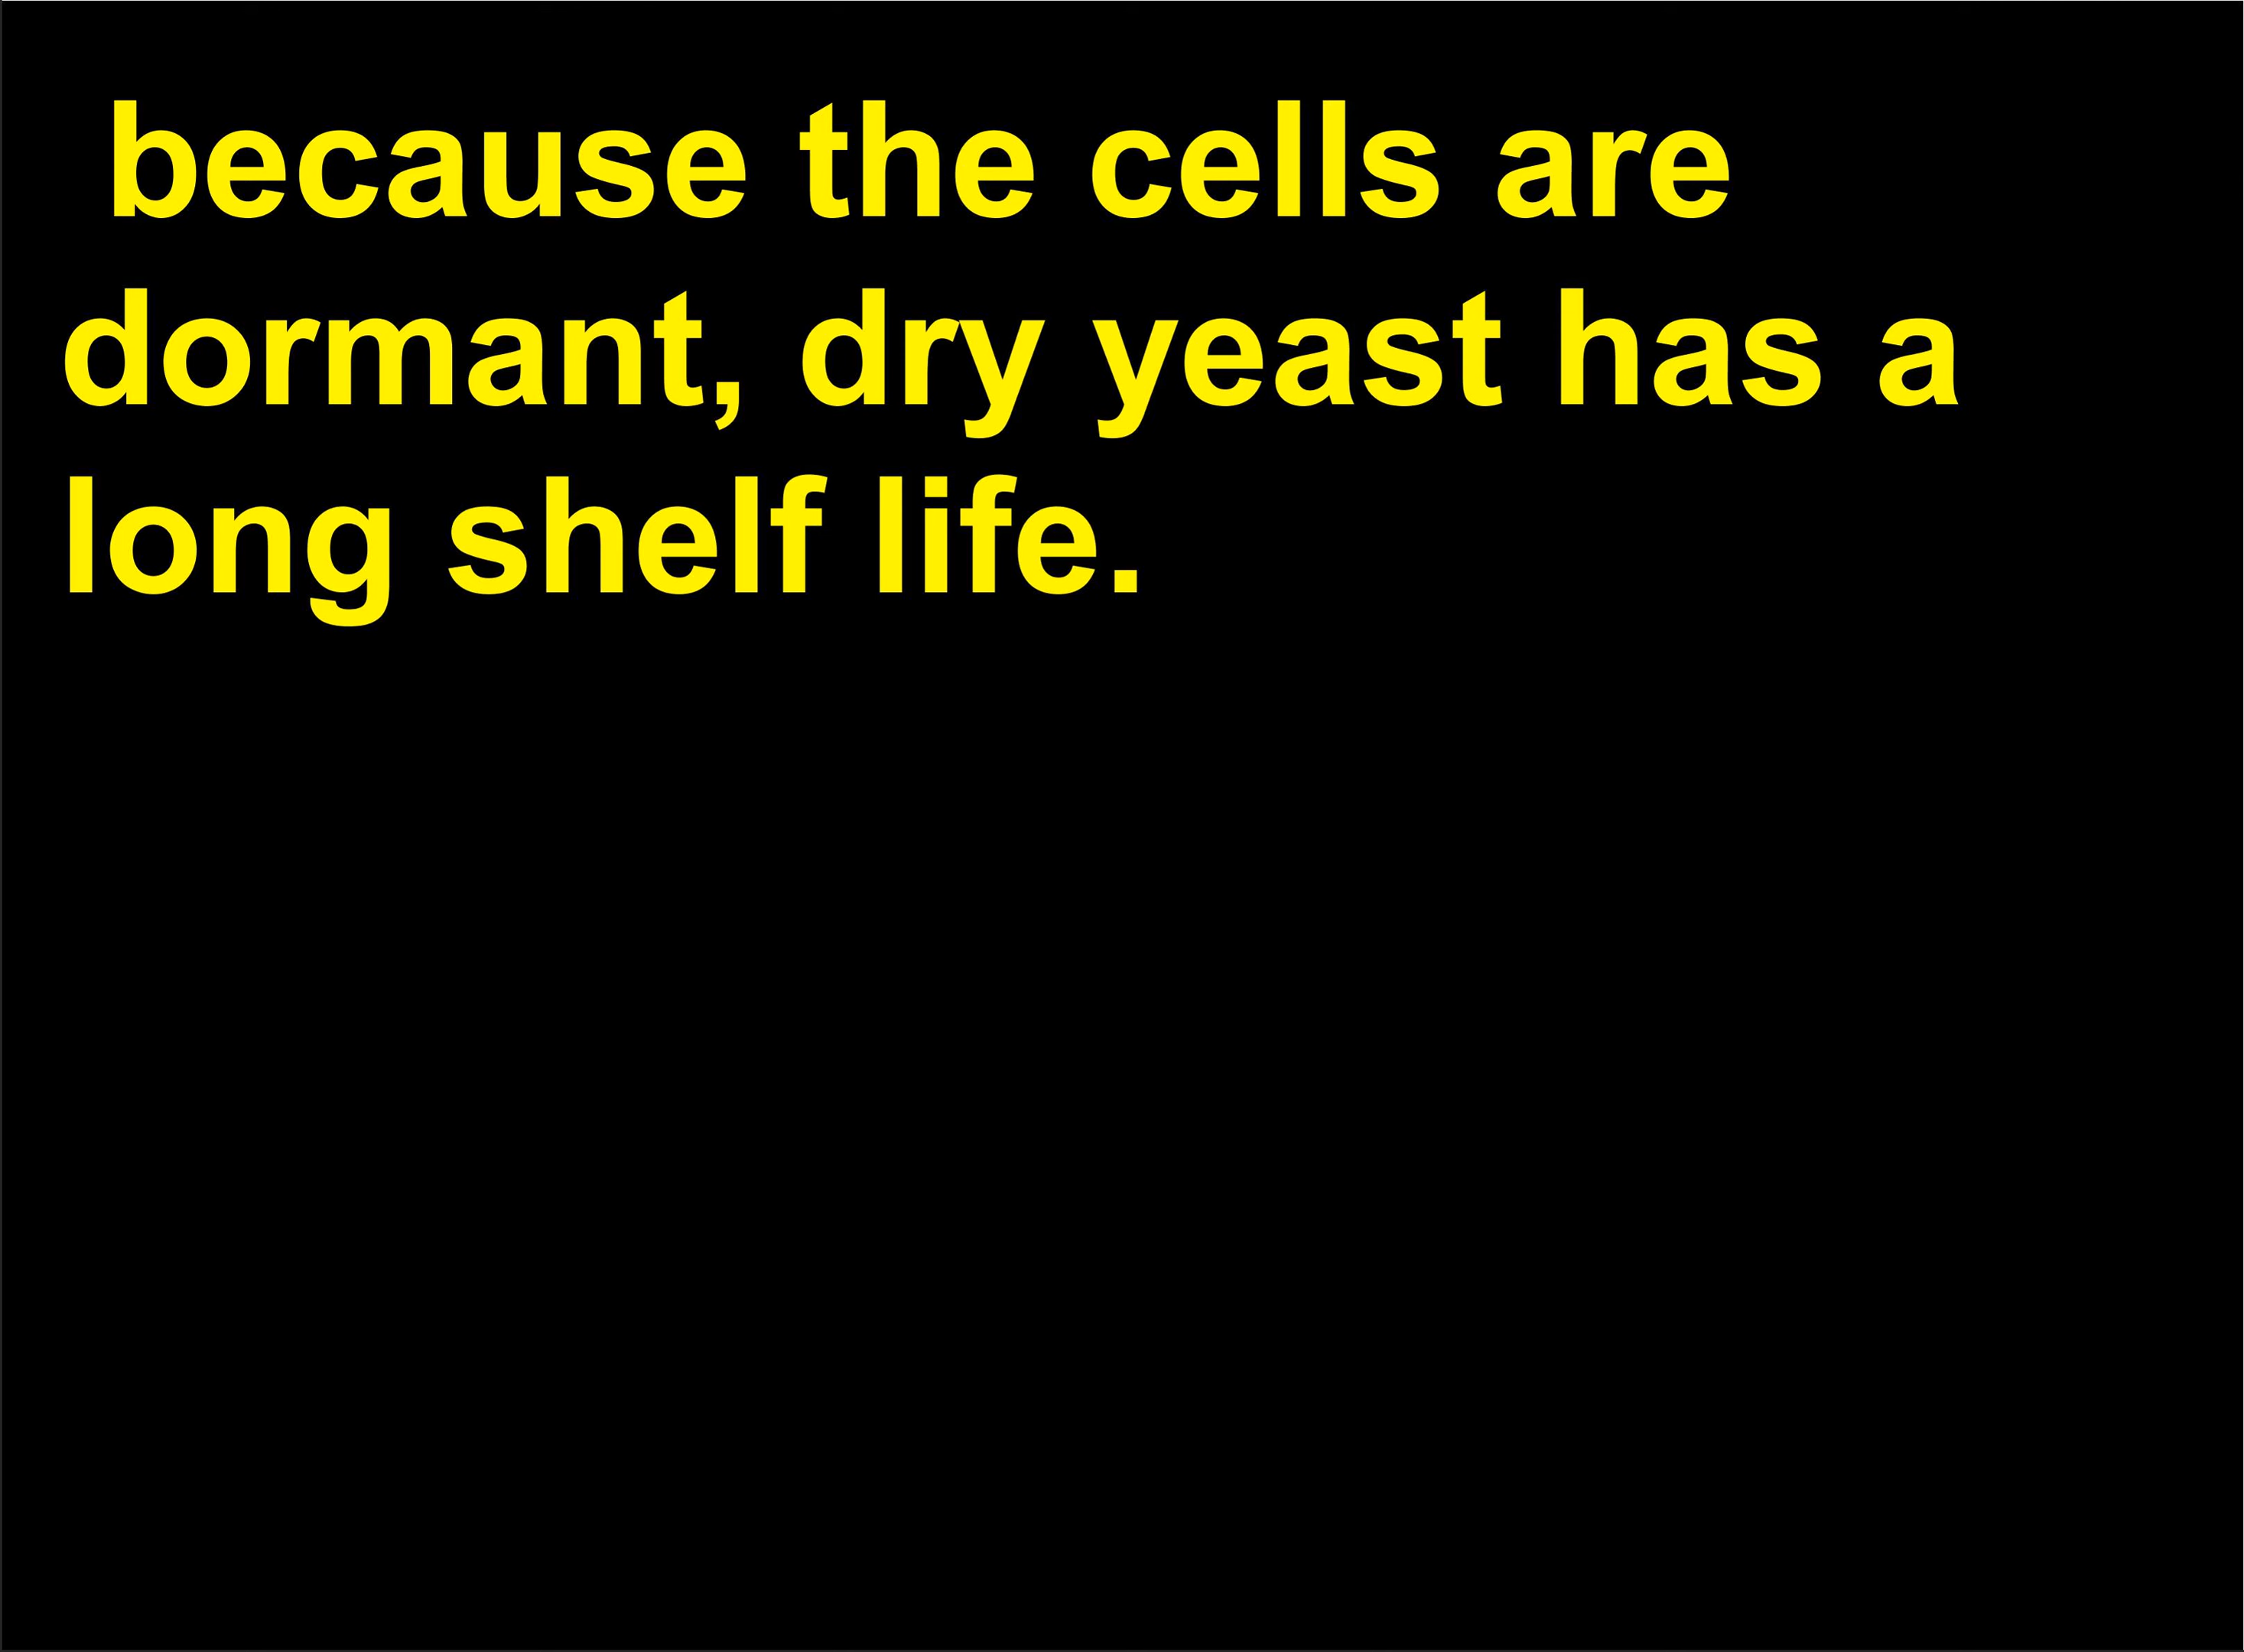 because the cells are
dormant, dry yeast has a
long shelf life.